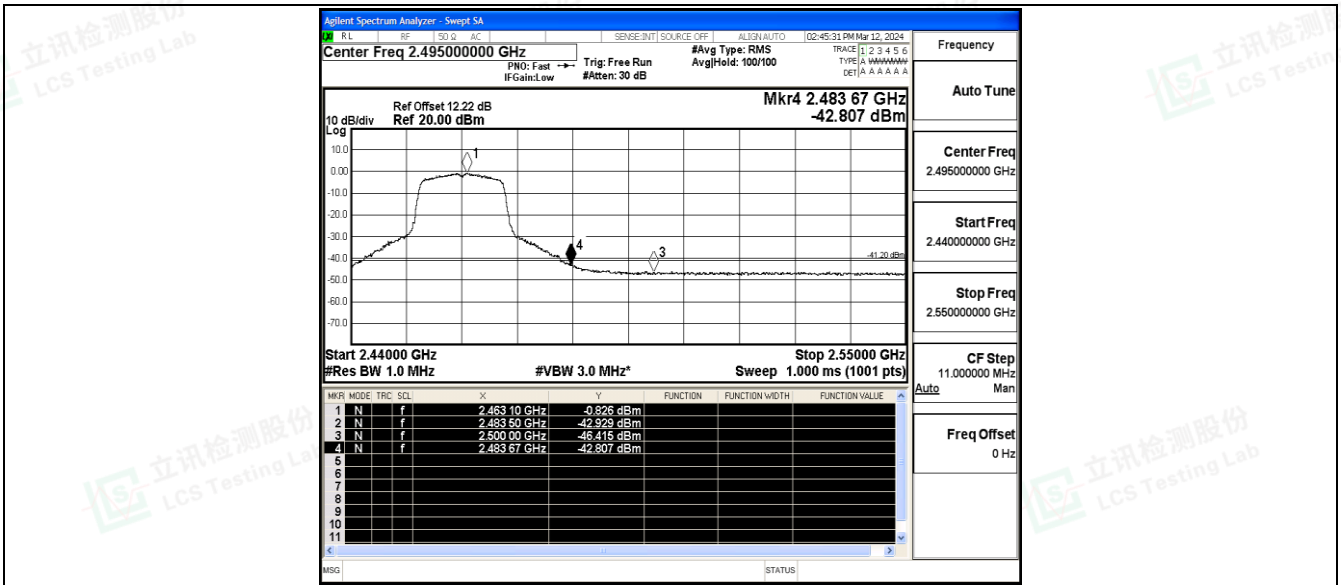 Agilent Spectrum Analyzer - Swept SA
RL RF 50 Ω AC SENSE:INT SOURCE OFF ALIGN AUTO 02:45:31 PM Mar 12, 2024
Center Freq 2.495000000 GHz
PNO: Fast
IFGain:Low
Trig: Free Run
#Atten: 30 dB
#Avg Type: RMS
Avg|Hold: 100/100
TRACE 1 2 3 4 5 6
TYPE A WWWWW
DET A A A A A A
Frequency
Auto Tune
Center Freq
2.495000000 GHz
Start Freq
2.440000000 GHz
Stop Freq
2.550000000 GHz
CF Step
11.000000 MHz
Auto Man
Freq Offset
0 Hz
Mkr4 2.483 67 GHz
-42.807 dBm
Ref Offset 12.22 dB
10 dB/div Ref 20.00 dBm
Log
10.0
0.00
-10.0
-20.0
-30.0
-40.0
-50.0
-60.0
-70.0
1
4
3
-41.20 dBm
Start 2.44000 GHz Stop 2.55000 GHz
#Res BW 1.0 MHz #VBW 3.0 MHz* Sweep 1.000 ms (1001 pts)
MKR MODE TRC SCL X Y FUNCTION FUNCTION WIDTH FUNCTION VALUE
1 N f 2.463 10 GHz -0.826 dBm
2 N f 2.483 50 GHz -42.929 dBm
3 N f 2.500 00 GHz -46.415 dBm
4 N f 2.483 67 GHz -42.807 dBm
5
6
7
8
9
10
11
MSG STATUS
立讯检测股份
LCS Testing Lab
立讯检测股份
LCS Testing Lab
立讯检测股份
LCS Testing Lab
立讯检测股份
LCS Testing Lab